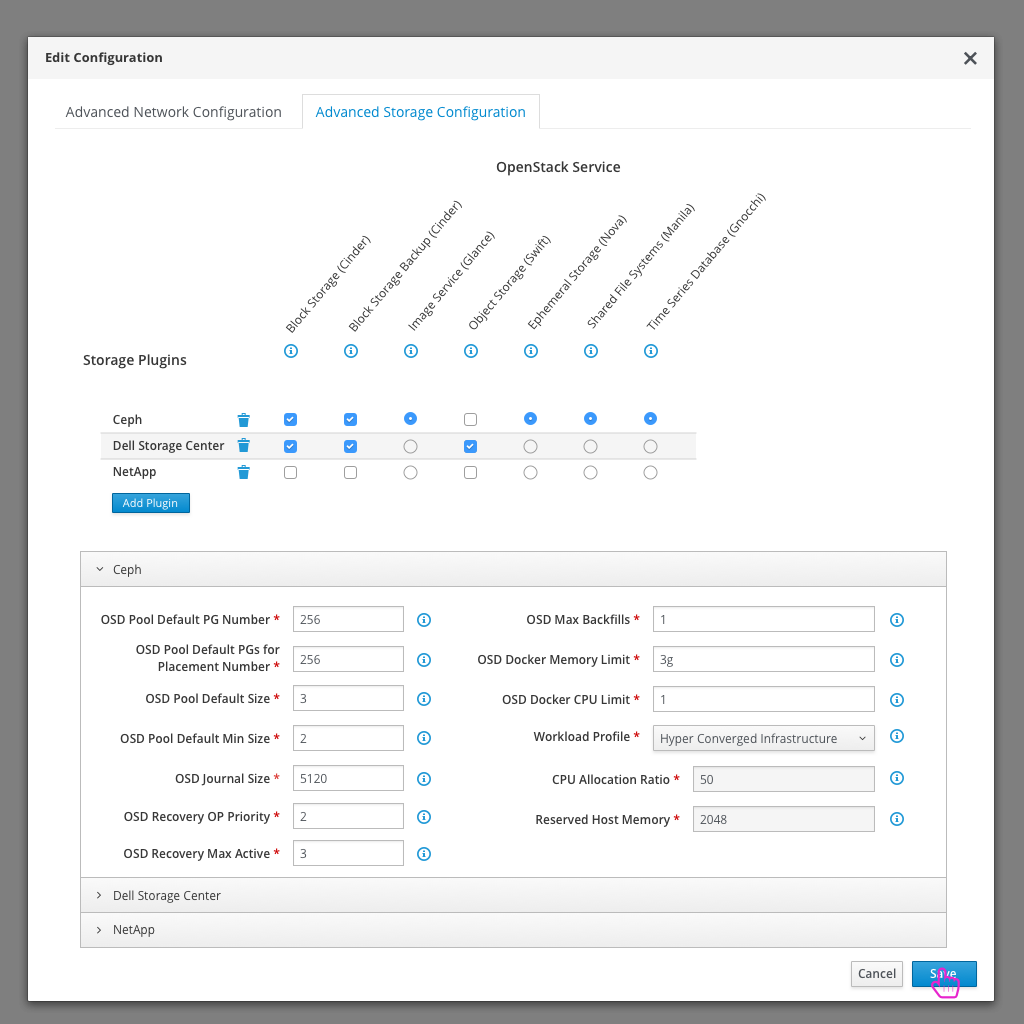 Edit Configuration
Advanced Network Configuration
Advanced Storage Configuration
OpenStack Service
Block Storage (Cinder)
Block Storage Backup (Cinder)
Image Service (Glance)
Object Storage (Swift)
Ephemeral Storage (Nova)
Shared File Systems (Manila)
Time Series Database (Gnocchi)
Storage Plugins
Ceph
Dell Storage Center
NetApp
Add Plugin
Ceph
OSD Pool Default PG Number * 256
OSD Pool Default PGs for
Placement Number * 256
OSD Pool Default Size * 3
OSD Pool Default Min Size * 2
OSD Journal Size * 5120
OSD Recovery OP Priority * 2
OSD Recovery Max Active * 3
OSD Max Backfills * 1
OSD Docker Memory Limit * 3g
OSD Docker CPU Limit * 1
Workload Profile * Hyper Converged Infrastructure
CPU Allocation Ratio * 50
Reserved Host Memory * 2048
Dell Storage Center
NetApp
Cancel
Save